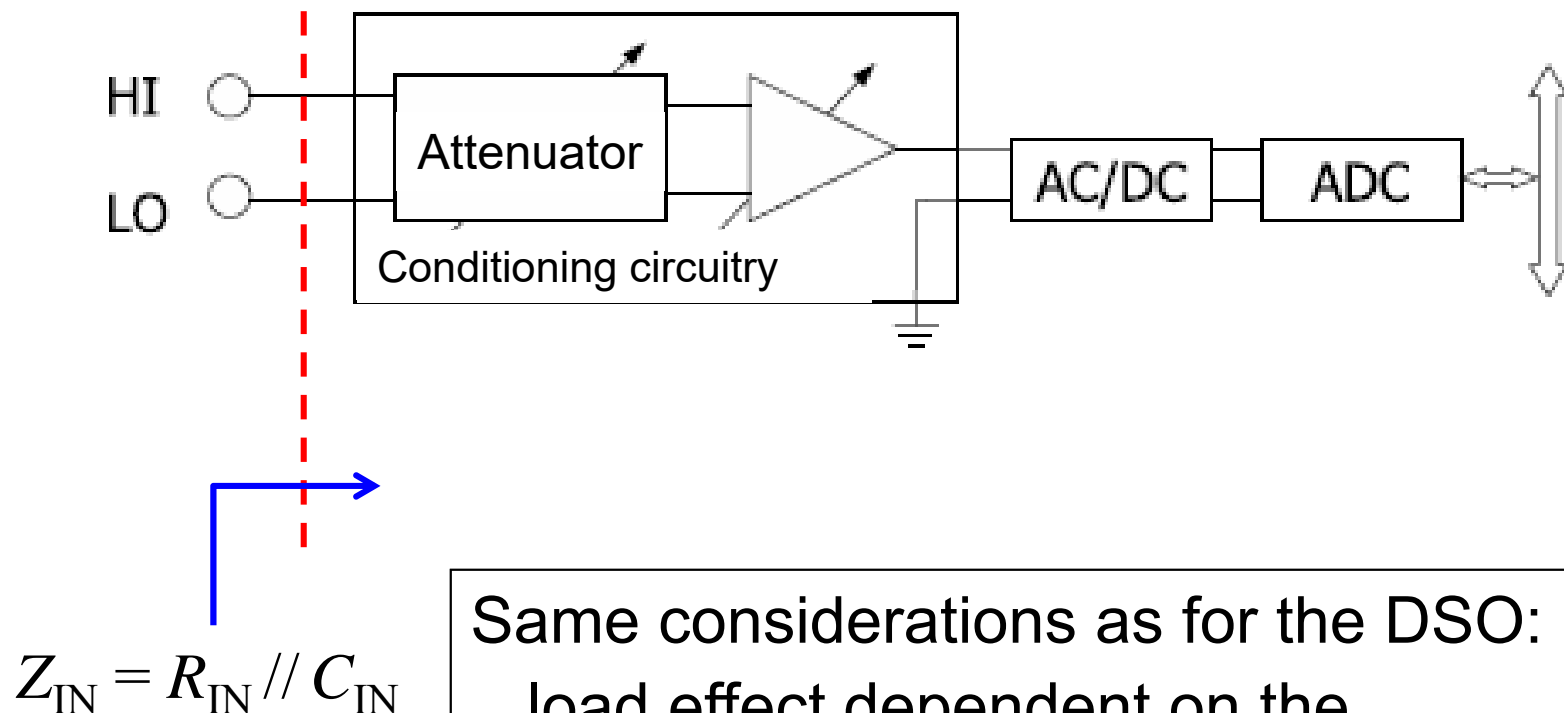 HI
Attenuator
AC/DC
ADC
LO
Conditioning circuitry
Same considerations as for the DSO:
Z_IN = R_IN // C_IN
load effect dependent on the